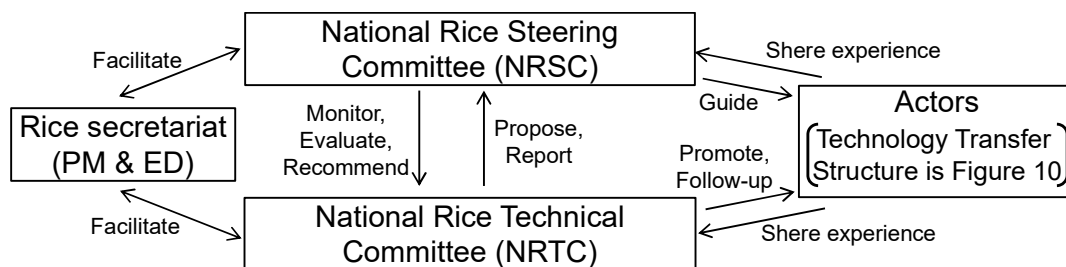 National Rice Steering
Committee (NRSC)
Facilitate
Shere experience
Guide
Rice secretariat
(PM & ED)
Monitor,
Evaluate,
Recommend
Propose,
Report
Actors
Technology Transfer
Structure is Figure 10
Promote,
Follow-up
Facilitate
National Rice Technical
Committee (NRTC)
Shere experience